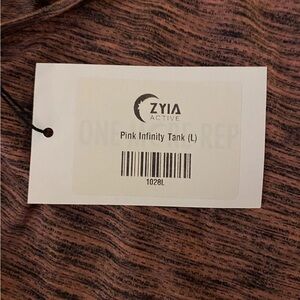 ZYIA
ACTIVE
Pink Infinity Tank (L)
1028L